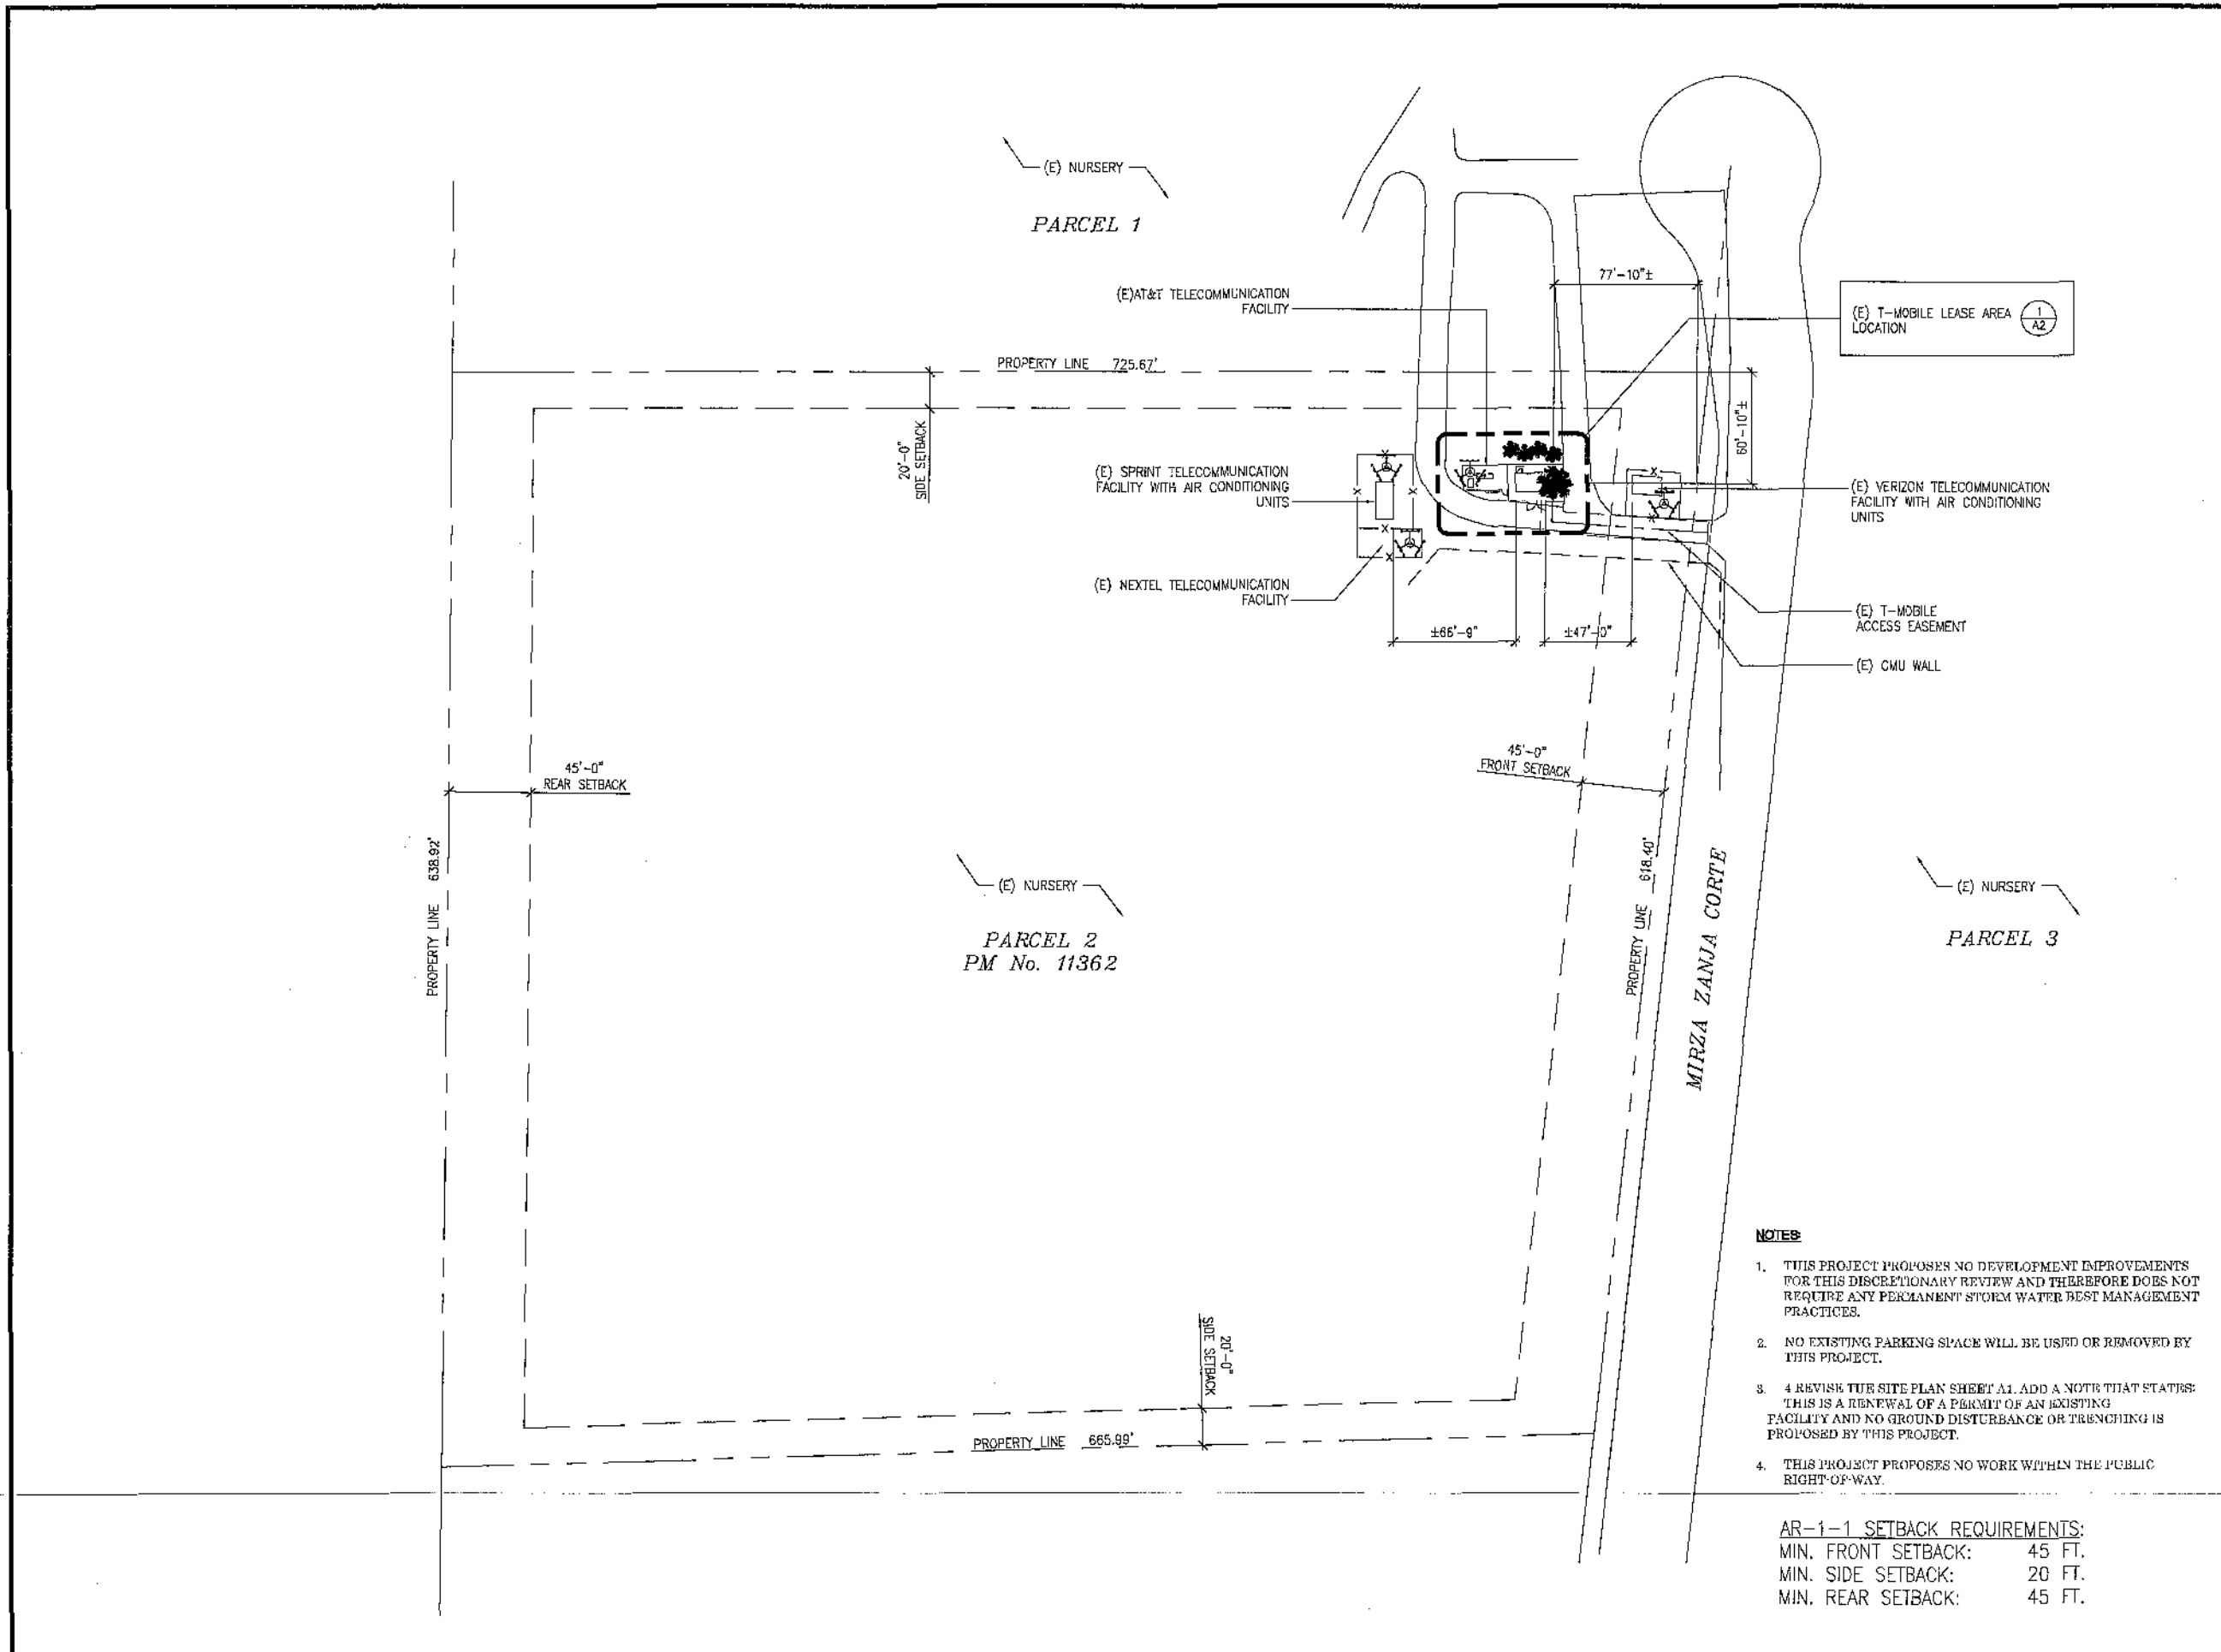 (E) NURSERY
PARCEL 1
(E)AT&T TELECOMMUNICATION
FACILITY
77'-10"±
(E) T-MOBILE LEASE AREA
LOCATION
1
A2
PROPERTY LINE 725.67'
20'-0"
SIDE SETBACK
60'-10"±
(E) SPRINT TELECOMMUNICATION
FACILITY WITH AIR CONDITIONING
UNITS
(E) VERIZON TELECOMMUNICATION
FACILITY WITH AIR CONDITIONING
UNITS
(E) NEXTEL TELECOMMUNICATION
FACILITY
±66'-9"
±47'-0"
(E) T-MOBILE
ACCESS EASEMENT
(E) CMU WALL
45'-0"
REAR SETBACK
45'-0"
FRONT SETBACK
PROPERTY LINE 638.92'
(E) NURSERY
PARCEL 2
PM No. 11362
PROPERTY LINE 618.40'
MIRZA ZANJA CORTE
(E) NURSERY
PARCEL 3
20'-0"
SIDE SETBACK
PROPERTY LINE 665.99'
NOTES:
1. THIS PROJECT PROPOSES NO DEVELOPMENT IMPROVEMENTS
FOR THIS DISCRETIONARY REVIEW AND THEREFORE DOES NOT
REQUIRE ANY PERMANENT STORM WATER BEST MANAGEMENT
PRACTICES.
2. NO EXISTING PARKING SPACE WILL BE USED OR REMOVED BY
THIS PROJECT.
3. 4 REVISE THE SITE PLAN SHEET A1. ADD A NOTE THAT STATES:
THIS IS A RENEWAL OF A PERMIT OF AN EXISTING
FACILITY AND NO GROUND DISTURBANCE OR TRENCHING IS
PROPOSED BY THIS PROJECT.
4. THIS PROJECT PROPOSES NO WORK WITHIN THE PUBLIC
RIGHT-OF-WAY.
AR-1-1 SETBACK REQUIREMENTS:
MIN. FRONT SETBACK: 45 FT.
MIN. SIDE SETBACK: 20 FT.
MIN. REAR SETBACK: 45 FT.